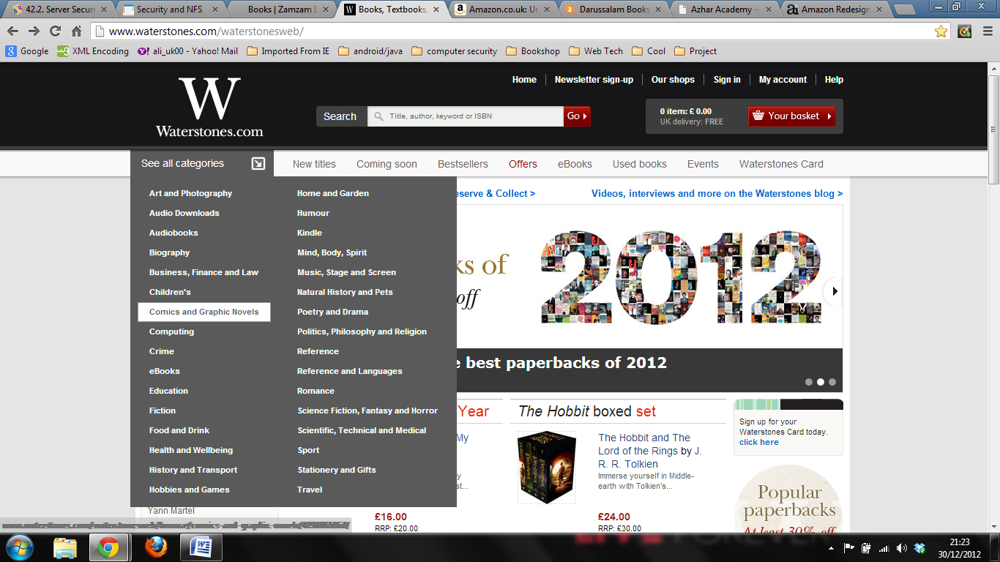 42.2. Server Securi
Security and NFS
Books | Zamzam I
Books, Textbooks,
Amazon.co.uk: Ur
Darussalam Books
Azhar Academy --
Amazon Redesign
www.waterstones.com/waterstonesweb/
Google
XML Encoding
ali_uk00 - Yahoo! Mail
Imported From IE
android/java
computer security
Bookshop
Web Tech
Cool
Project
Home
Newsletter sign-up
Our shops
Sign in
My account
Help
W
Waterstones.com
Search
Title, author, keyword or ISBN
Go
0 item: £ 0.00
UK delivery: FREE
Your basket
See all categories
New titles
Coming soon
Bestsellers
Offers
eBooks
Used books
Events
Waterstones Card
Art and Photography
Audio Downloads
Audiobooks
Biography
Business, Finance and Law
Children's
Comics and Graphic Novels
Computing
Crime
eBooks
Education
Fiction
Food and Drink
Health and Wellbeing
History and Transport
Hobbies and Games
Home and Garden
Humour
Kindle
Mind, Body, Spirit
Music, Stage and Screen
Natural History and Pets
Poetry and Drama
Politics, Philosophy and Religion
Reference
Reference and Languages
Romance
Science Fiction, Fantasy and Horror
Scientific, Technical and Medical
Sport
Stationery and Gifts
Travel
eserve & Collect >
Videos, interviews and more on the Waterstones blog >
ks of
off
2012
e best paperbacks of 2012
Year
My
Yann Martel
£16.00
RRP: £20.00
The Hobbit boxed set
The Hobbit and The
Lord of the Rings by J.
R. R. Tolkien
Immerse yourself in Middle-
earth with Tolkien's...
£24.00
RRP: £30.00
Sign up for your
Waterstones Card today.
click here
Popular
paperbacks
At least 30% off
21:23
30/12/2012